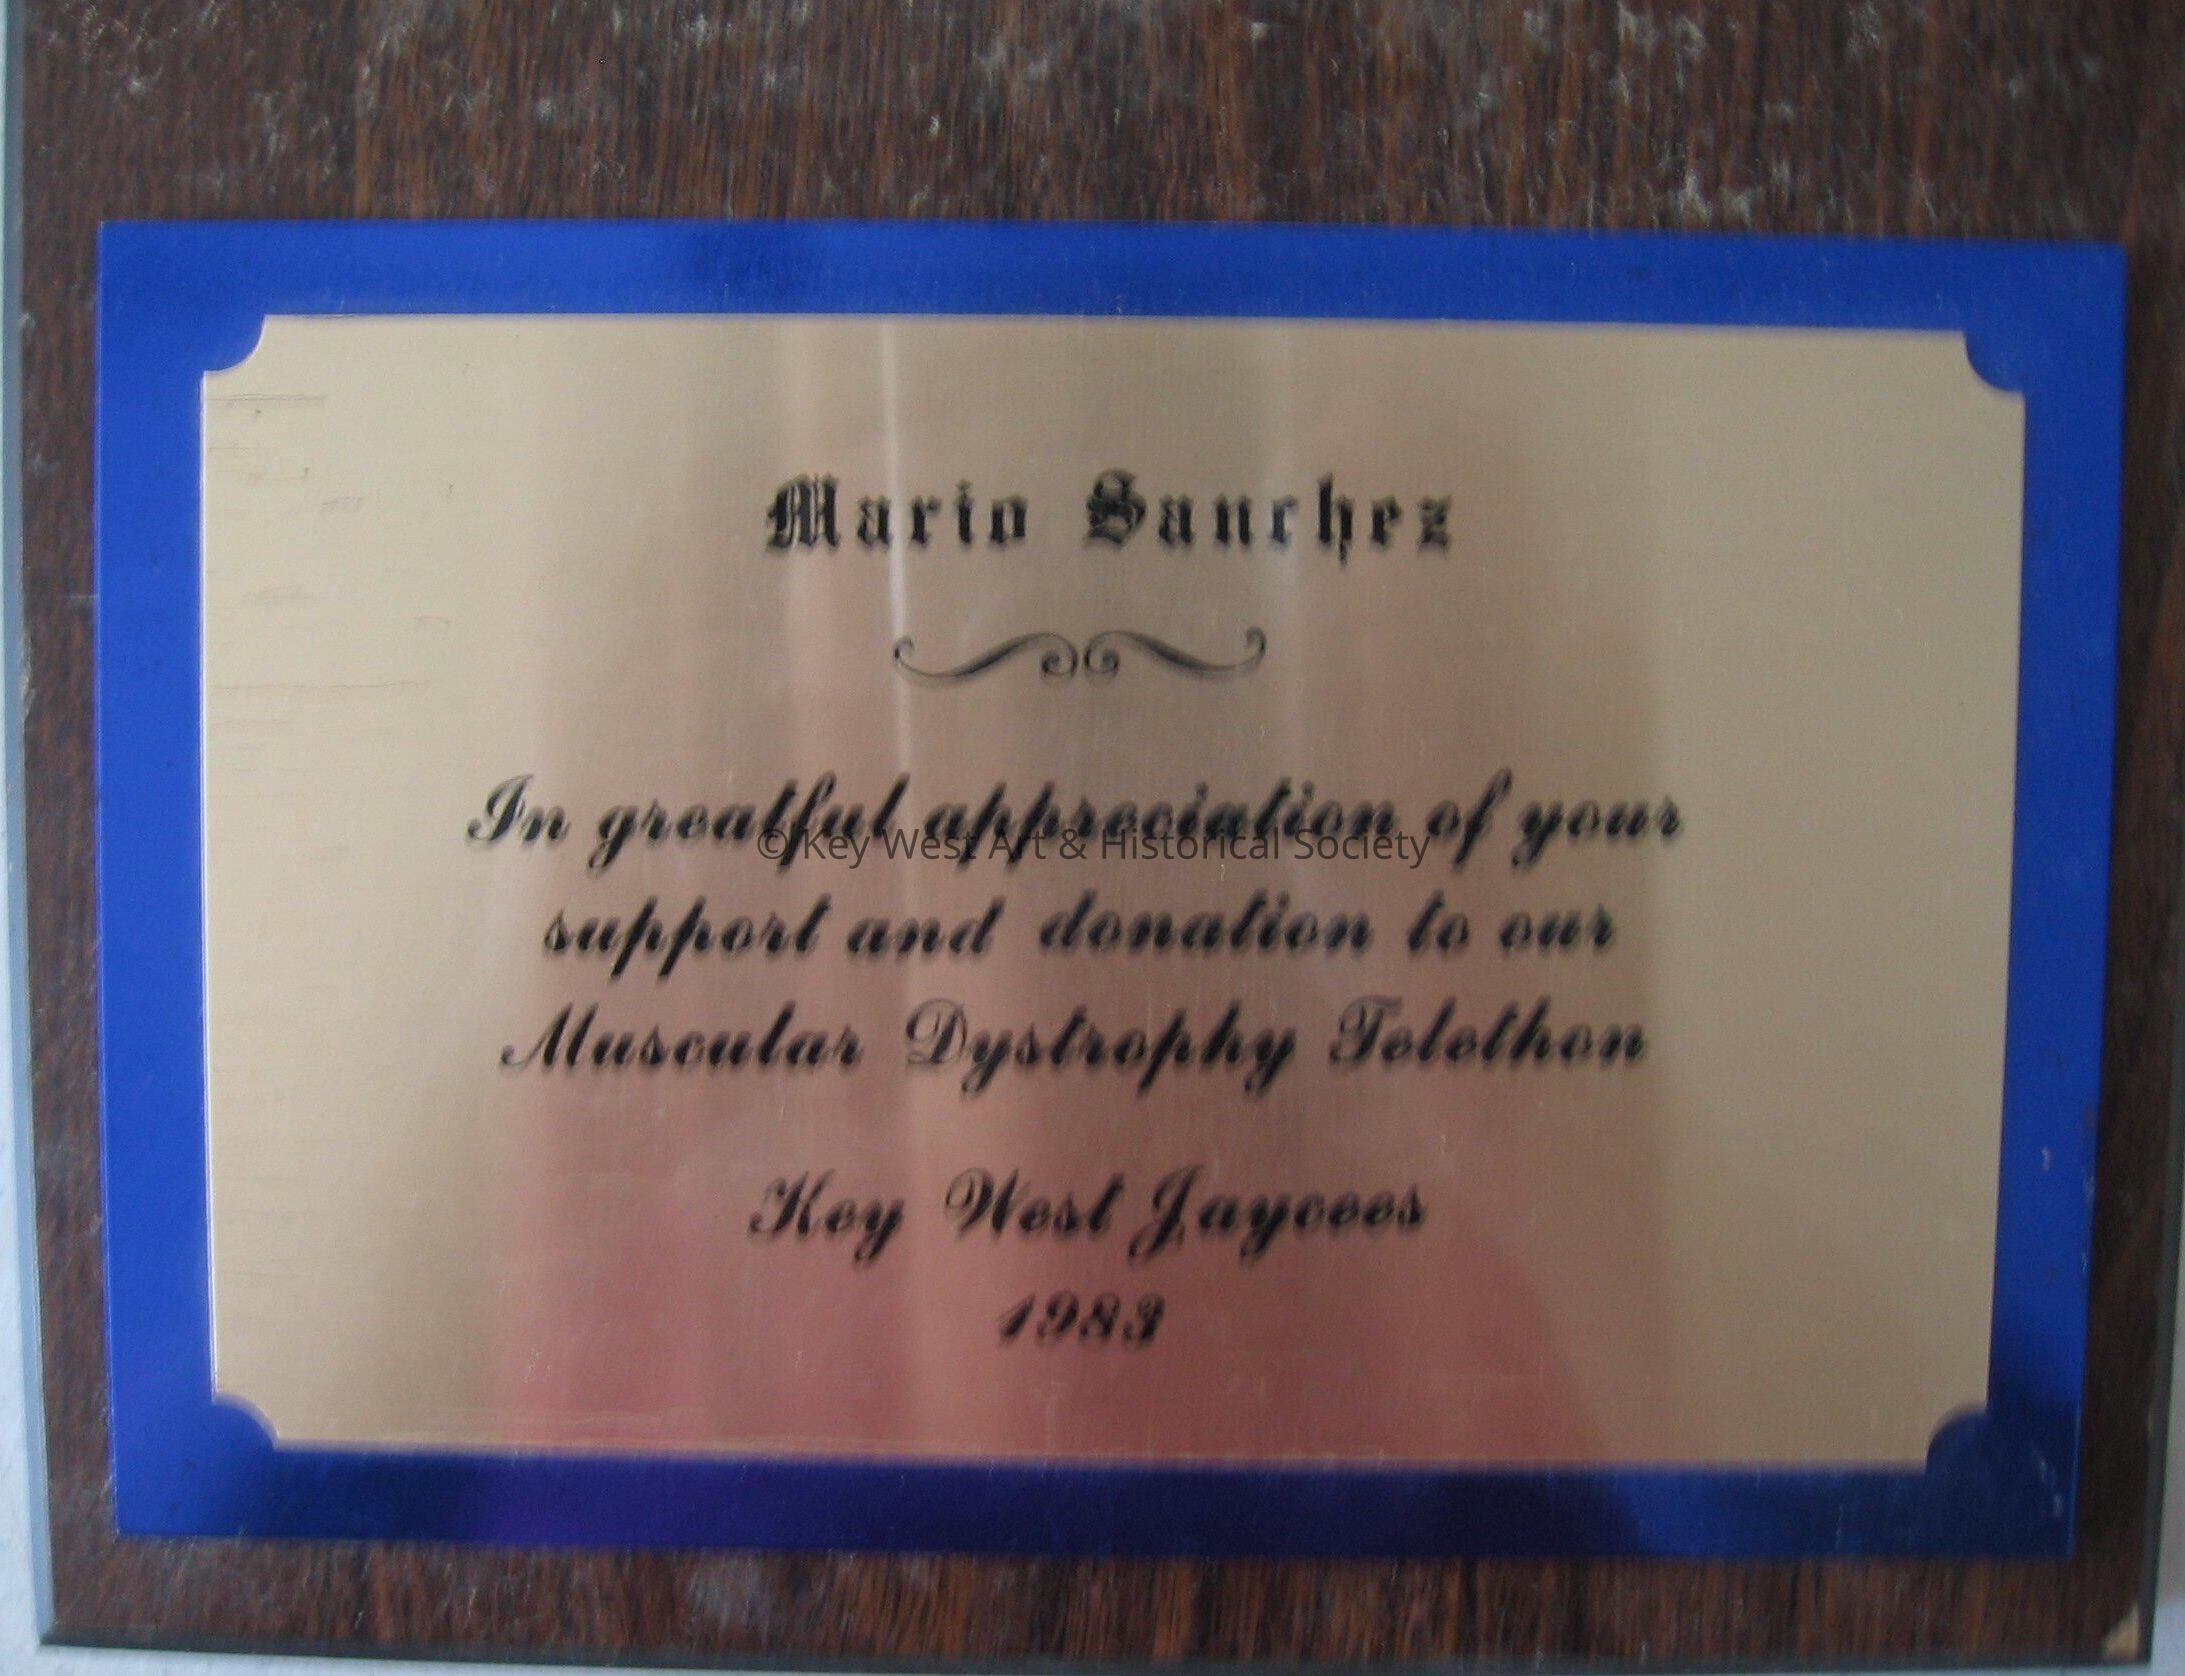 Mario Sanchez
In greatful appreciation of your
©Key West Art & Historical Society
support and donation to our
Muscular Dystrophy Telethon
Key West Jaycees
1983